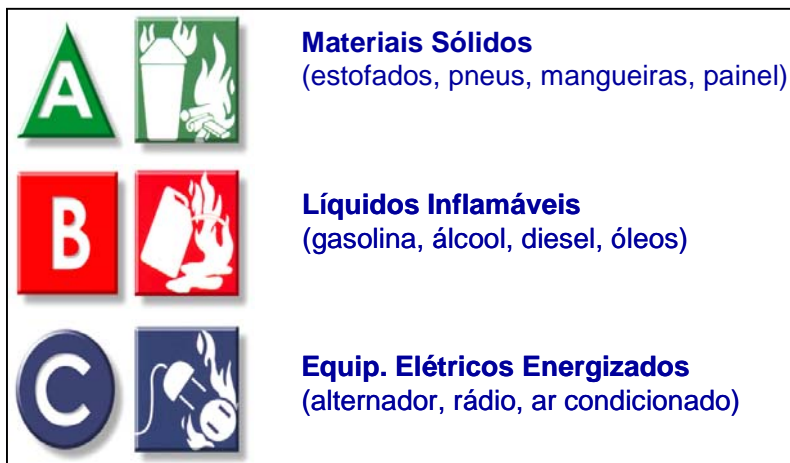 A
Materiais Sólidos
(estofados, pneus, mangueiras, painel)
B
Líquidos Inflamáveis
(gasolina, álcool, diesel, óleos)
C
Equip. Elétricos Energizados
(alternador, rádio, ar condicionado)